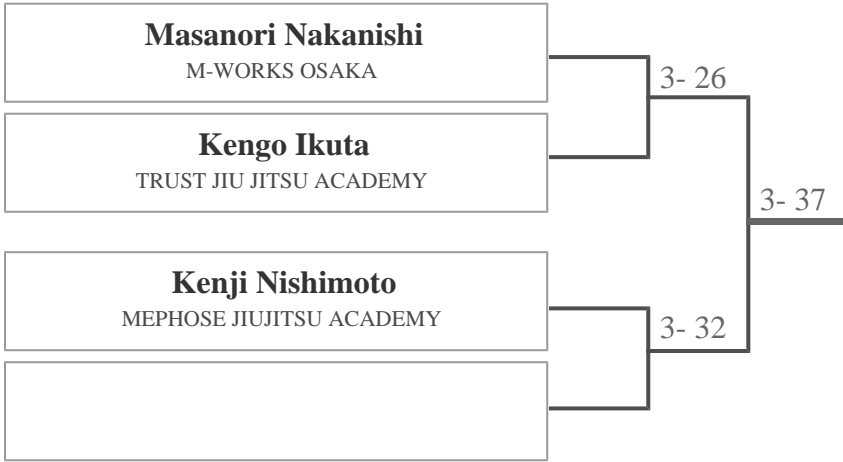 Masanori Nakanishi
M-WORKS OSAKA
3- 26
Kengo Ikuta
TRUST JIU JITSU ACADEMY
3- 37
Kenji Nishimoto
MEPHOSE JIUJITSU ACADEMY
3- 32